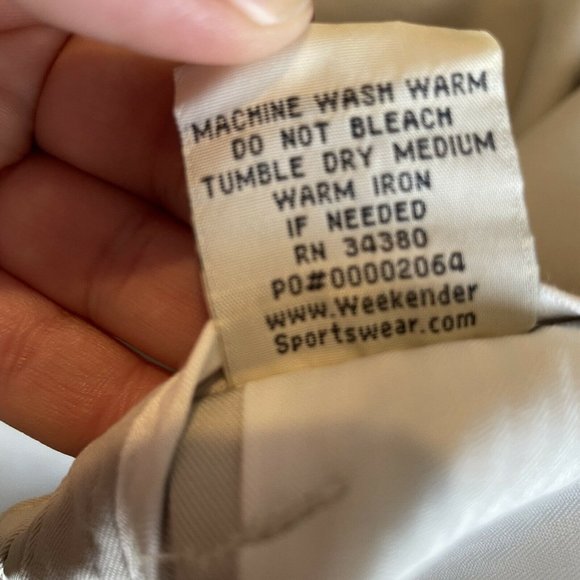 MACHINE WASH WARM
DO NOT BLEACH
TUMBLE DRY MEDIUM
WARM IRON
IF NEEDED
RN 34380
PO#00002064
www.Weekender
Sportswear.com